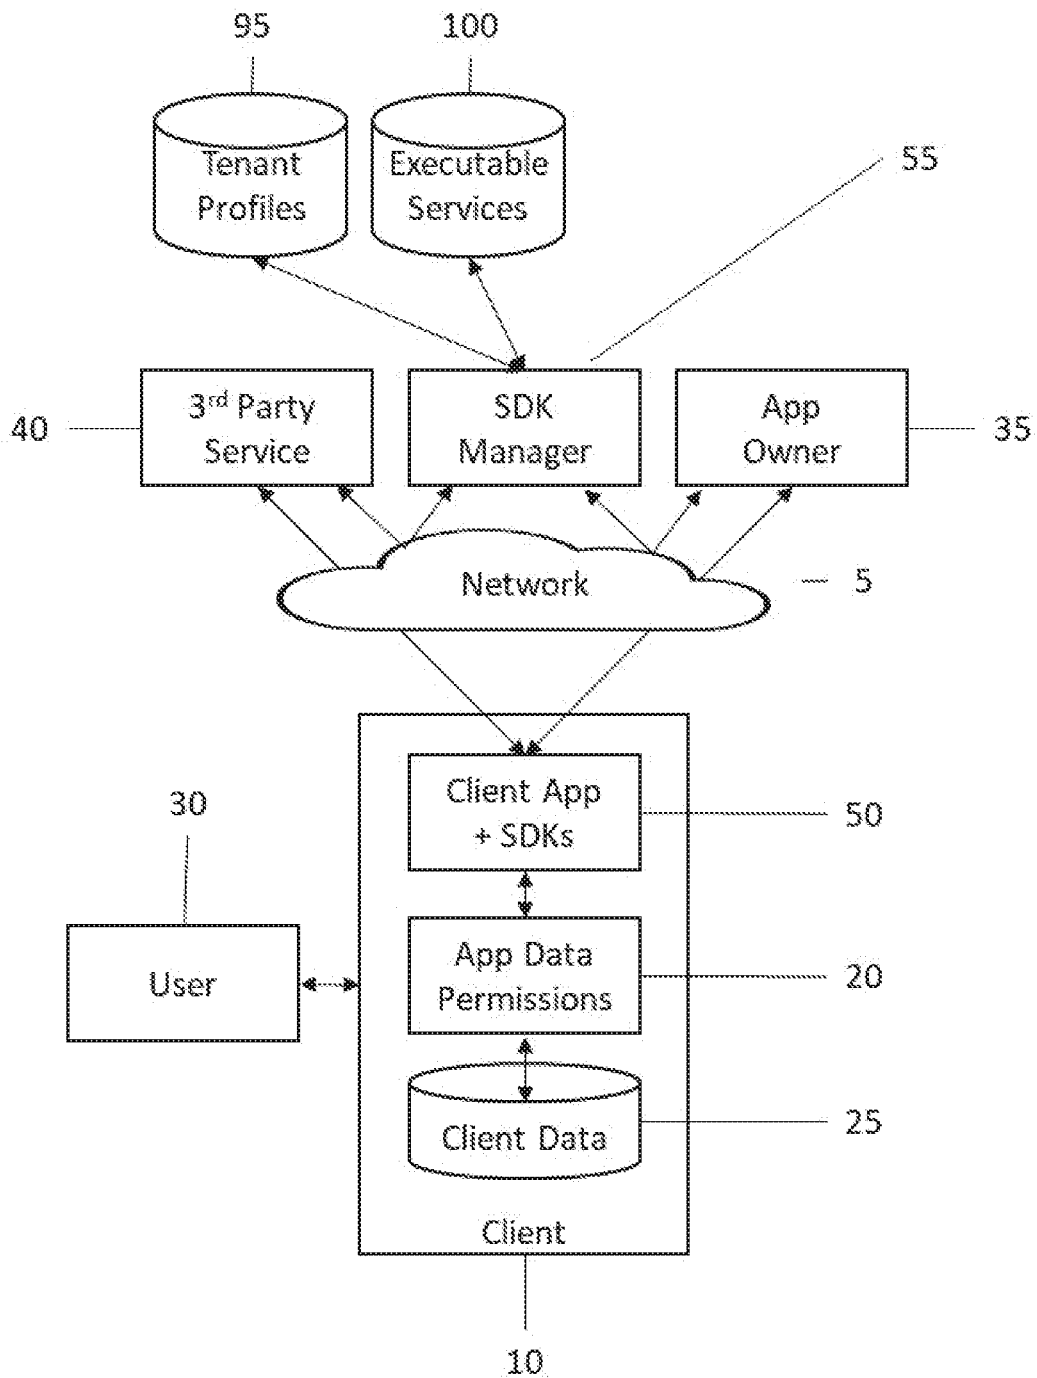 95
100
Tenant
Profiles
Executable
Services
55
3rd Party
Service
SDK
Manager
App
Owner
40
35
Network
5
Client App
+ SDKs
50
30
User
App Data
Permissions
20
Client Data
25
Client
10